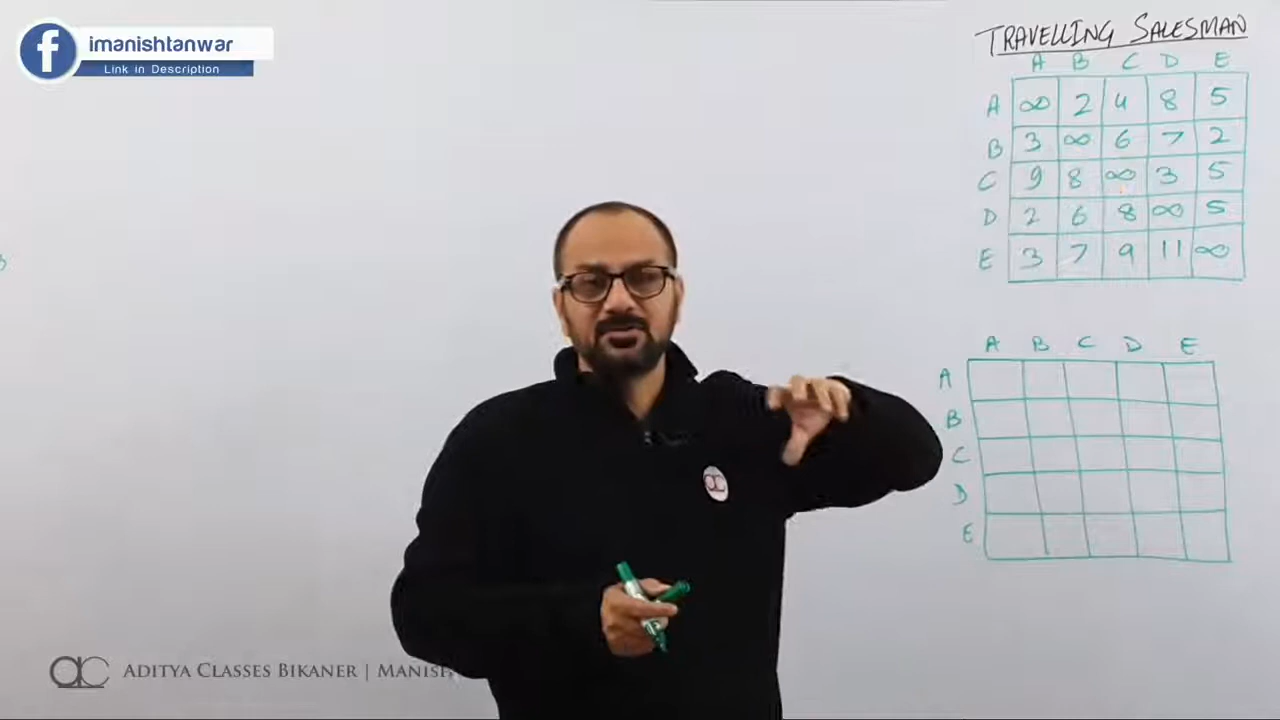 imanishtanwar
Link in Description
TRAVELLING SALESMAN
A B C D E
A ∞ 2 4 8 5
B 3 ∞ 6 7 2
C 9 8 ∞ 3 5
D 2 6 8 ∞ 5
E 3 7 9 11 ∞
A B C D E
A
B
C
D
E
ac ADITYA CLASSES BIKANER |